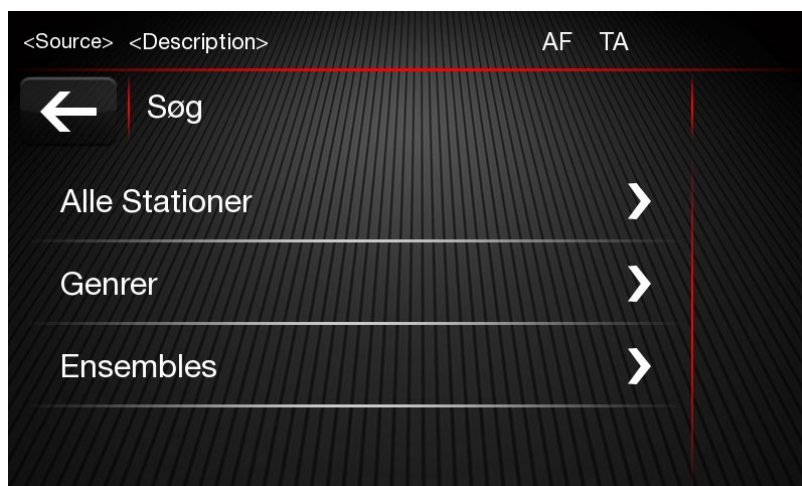 <Source> <Description> AF TA
Søg
Alle Stationer
Genrer
Ensembles